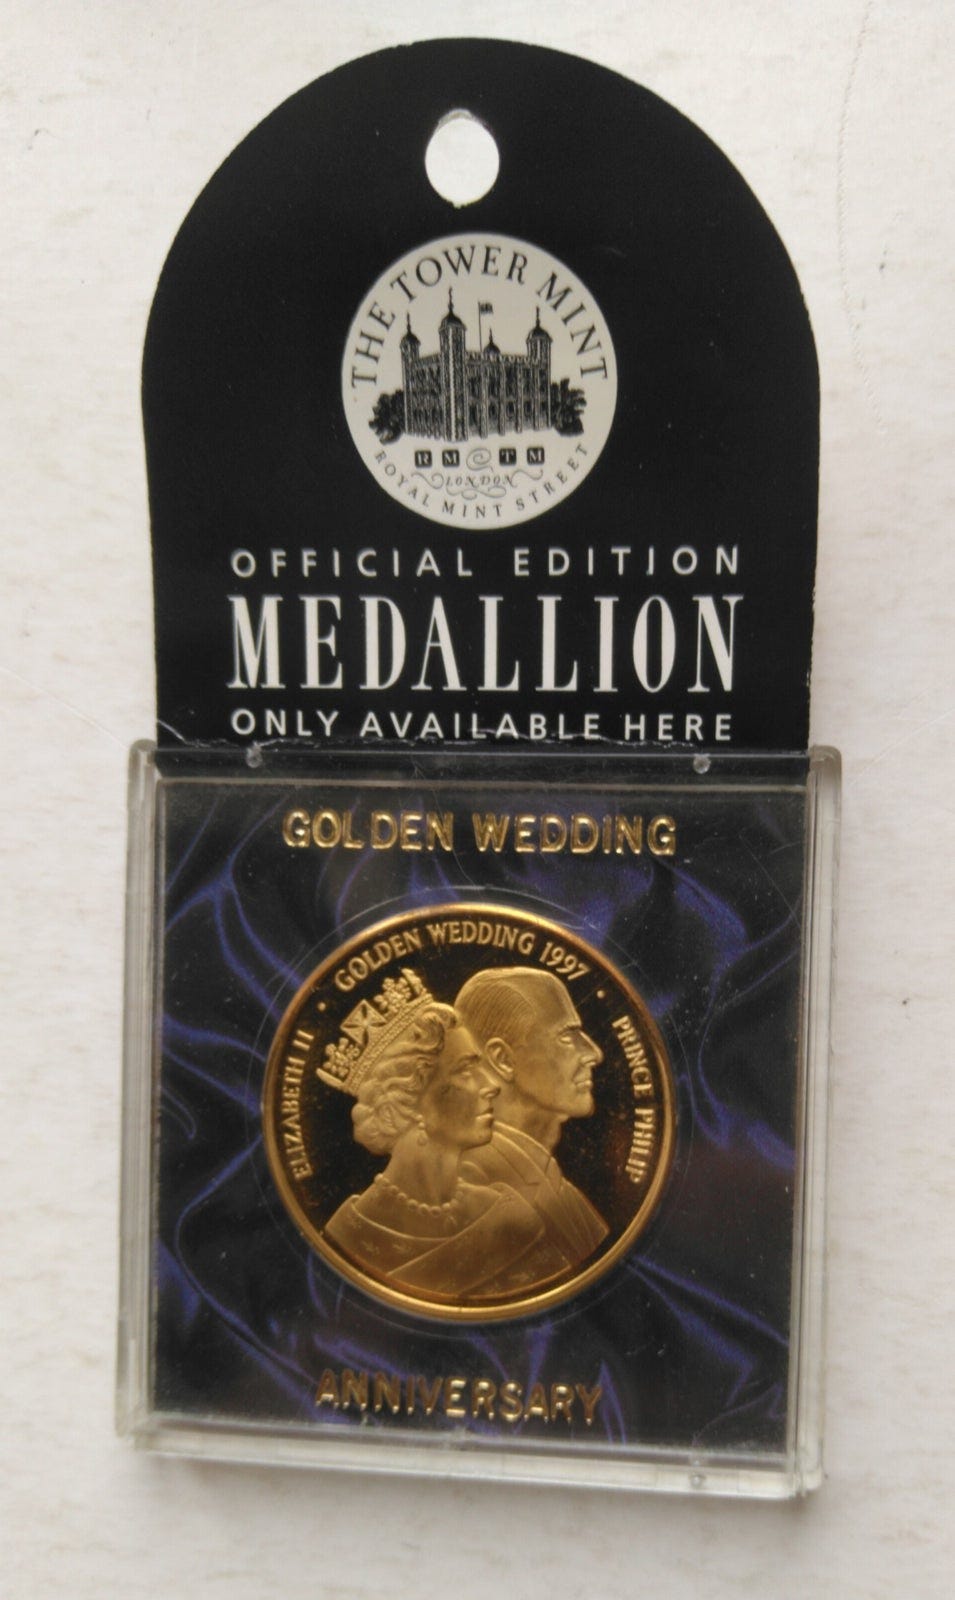 THE TOWER MINT
RM TM
LONDON
ROYAL MINT STREET
OFFICIAL EDITION
MEDALLION
ONLY AVAILABLE HERE
GOLDEN WEDDING
ELIZABETH II · GOLDEN WEDDING 1997 · PRINCE PHILIP
ANNIVERSARY